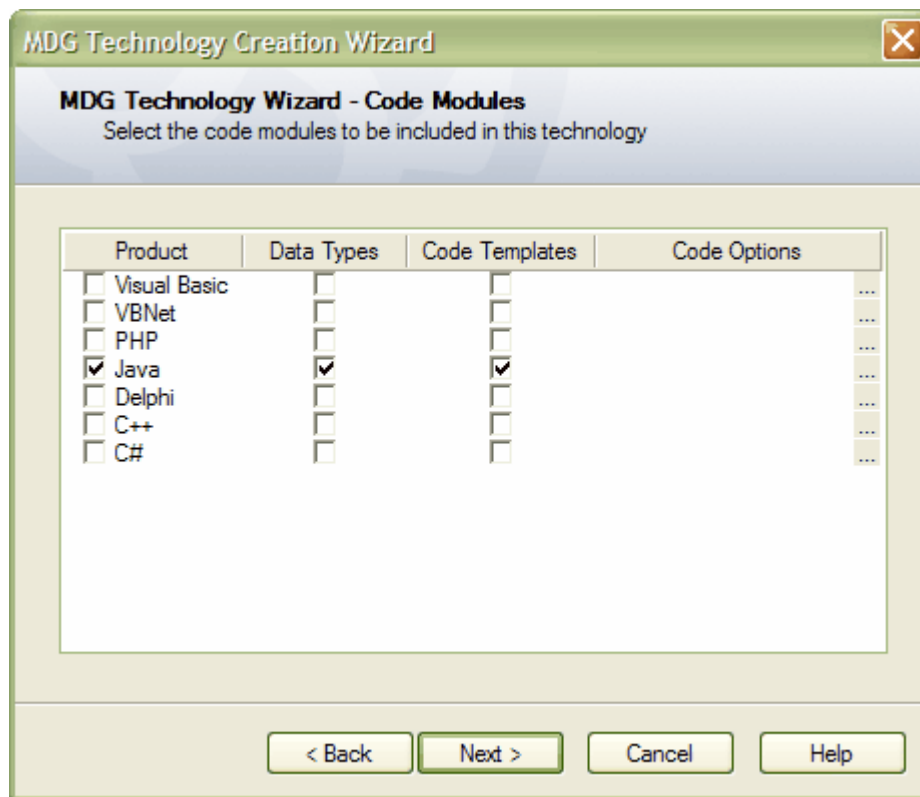 MDG Technology Creation Wizard
MDG Technology Wizard - Code Modules
Select the code modules to be included in this technology
Product Data Types Code Templates Code Options
Visual Basic ...
VBNet ...
PHP ...
Java ...
Delphi ...
C++ ...
C# ...
< Back Next > Cancel Help